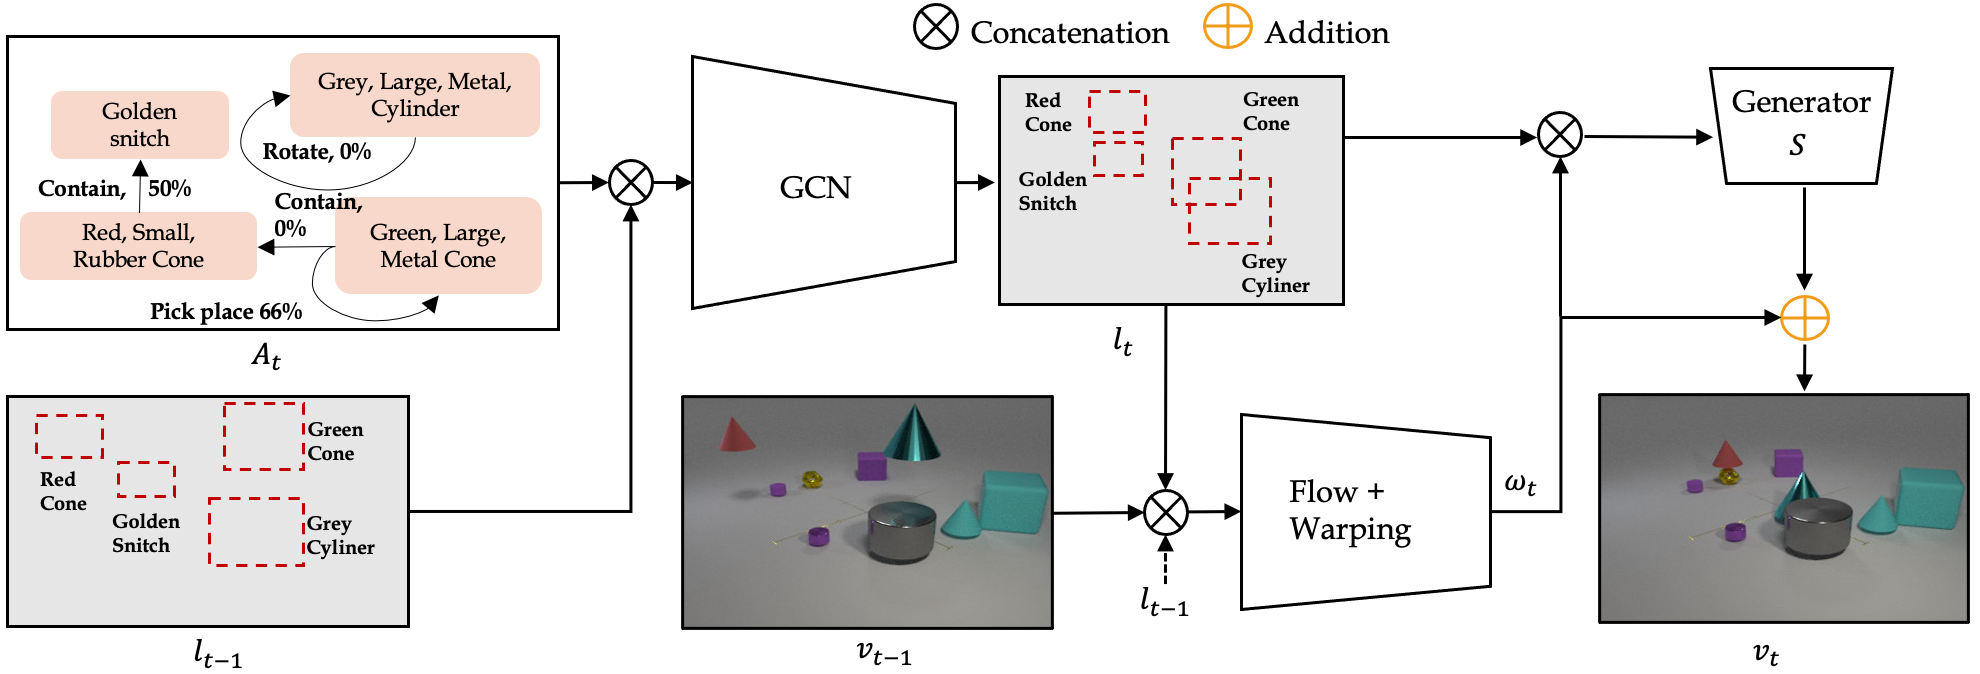 Concatenation
Addition
Grey, Large, Metal,
Cylinder
Golden
snitch
Rotate, 0%
Contain, 50%
Contain,
0%
Red, Small,
Rubber Cone
Green, Large,
Metal Cone
Pick place 66%
A_t
GCN
Red
Cone
Green
Cone
Golden
Snitch
Grey
Cyliner
l_t
Generator
S
Green
Cone
Red
Cone
Golden
Snitch
Grey
Cyliner
l_{t-1}
v_{t-1}
l_{t-1}
Flow +
Warping
ω_t
v_t